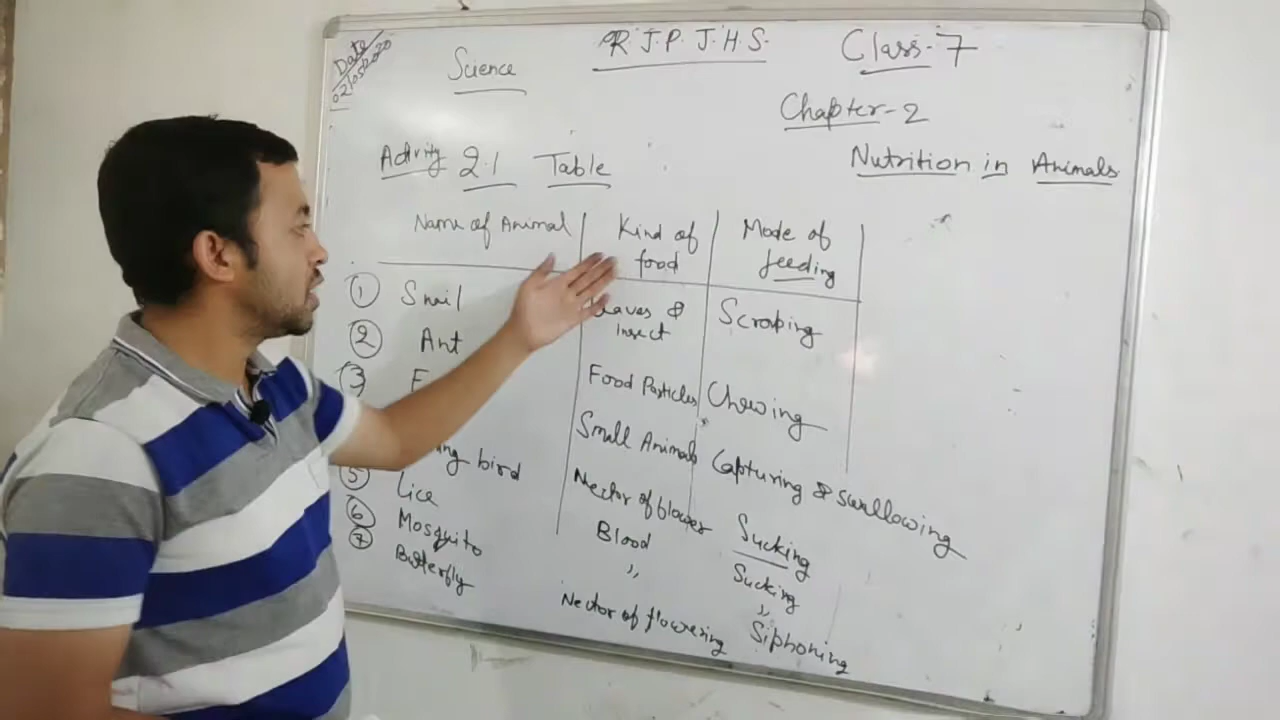 Date
02/05/2020
Science
R.J.P.J.H.S.
Class-7
Chapter-2
Activity 2.1 Table
Nutrition in Animals
Name of Animal Kind of food Mode of feeding
① Snail Leaves & Insect Scraping
② Ant Food Particles Chewing
③ Small Animals Capturing & Swallowing
bird Nector of flower Sucking
⑤ Lice Blood Sucking
⑥ Mosquito ,, ,,
⑦ Butterfly Nector of flowering Siphoning